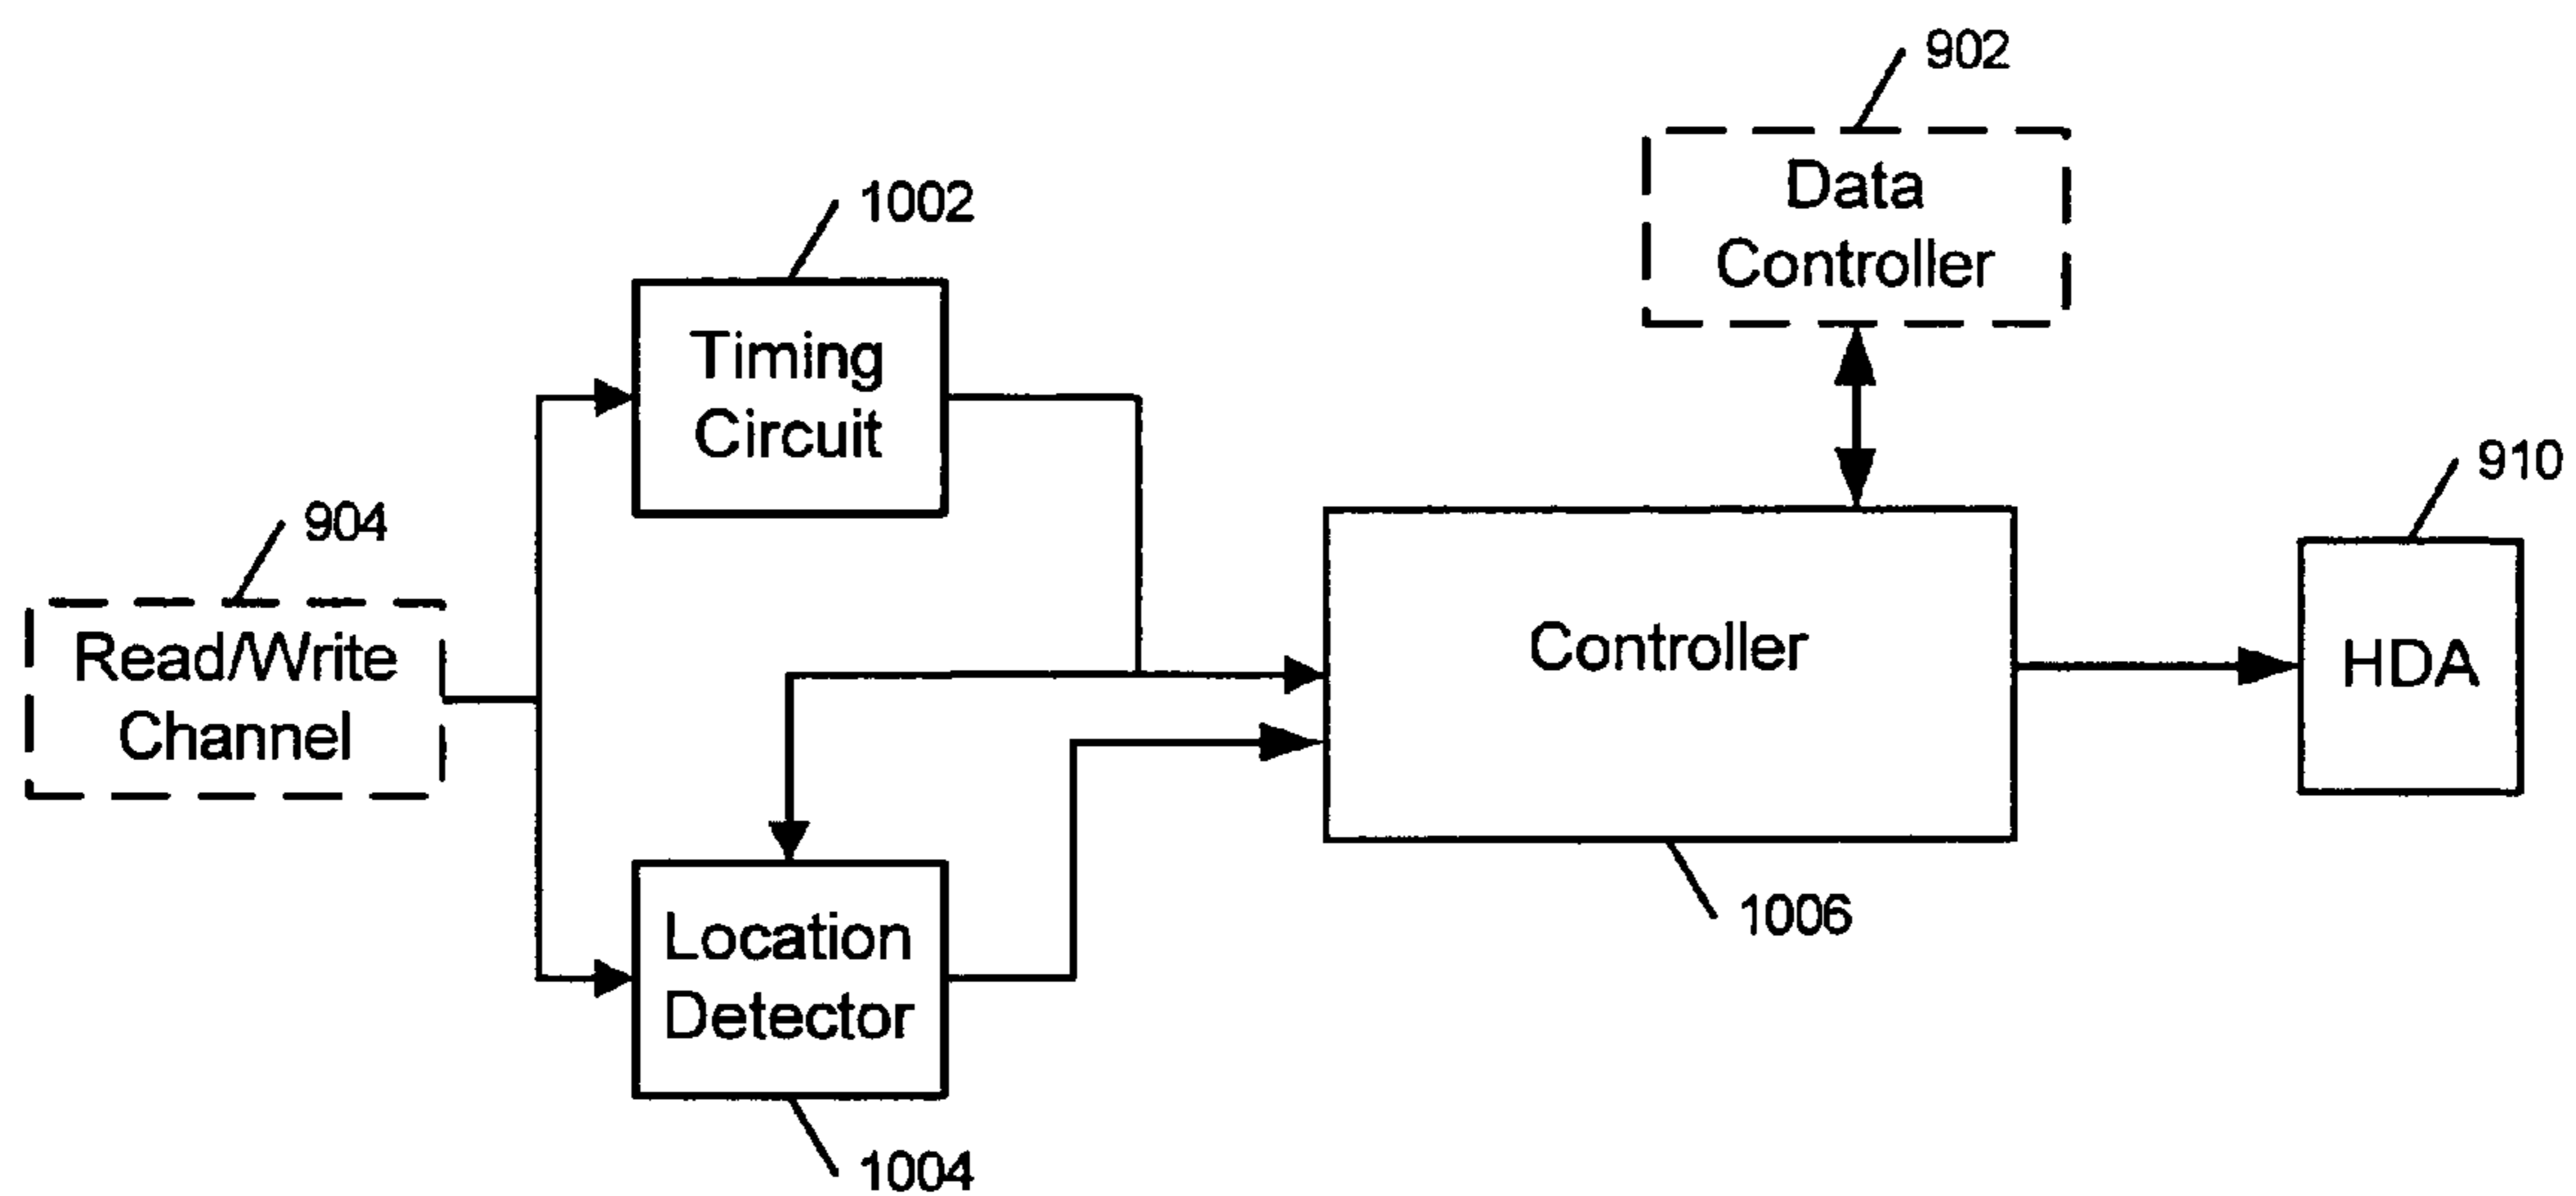 902
Data
Controller
1002
Timing
Circuit
904
Read/Write
Channel
Controller
910
HDA
1006
Location
Detector
1004